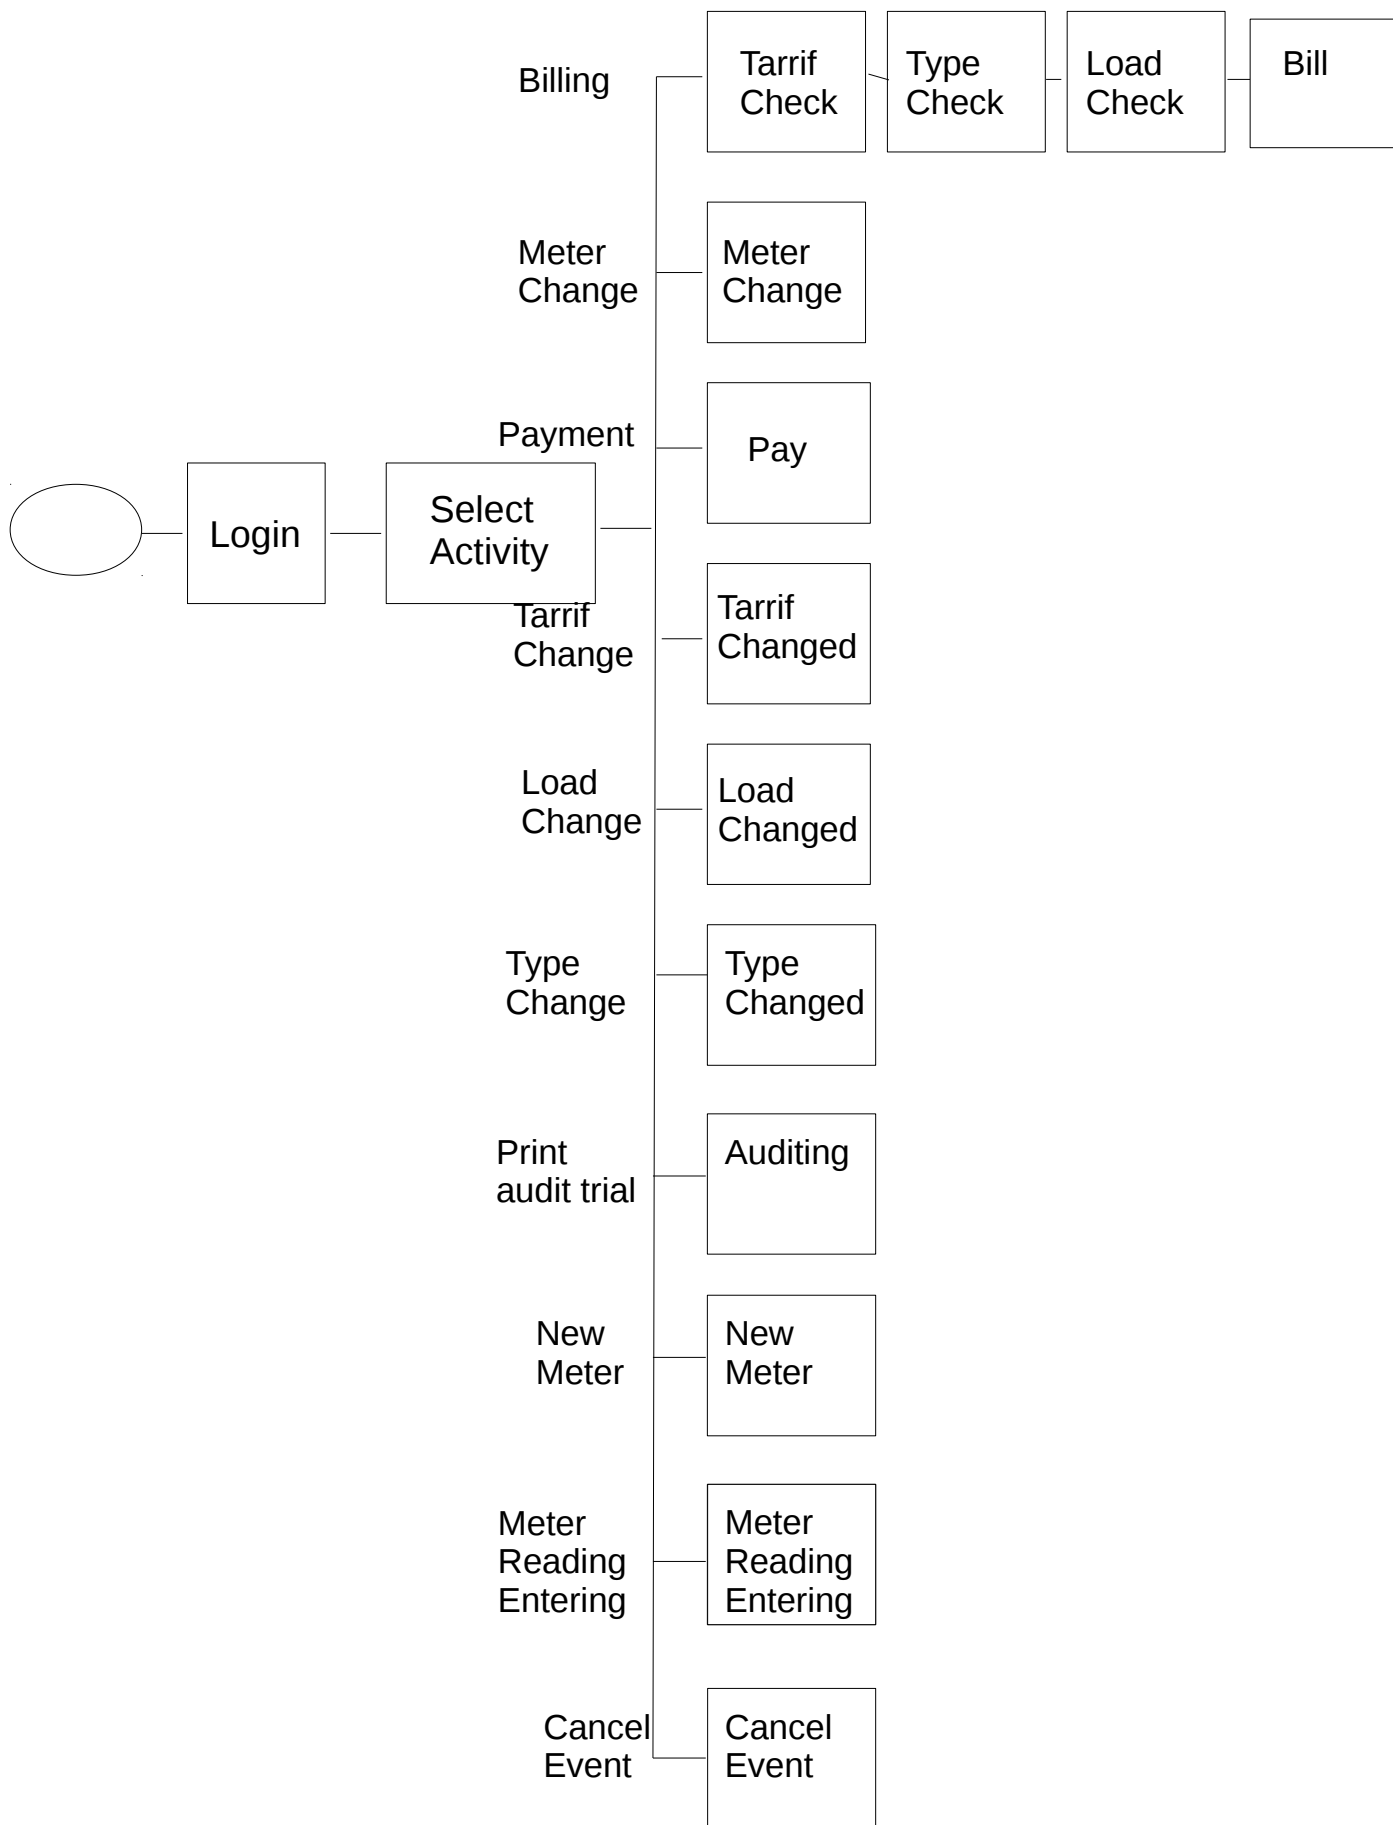 Billing
Tarrif
Check
Type
Check
Load
Check
Bill
Meter
Change
Meter
Change
Payment
Pay
Login
Select
Activity
Tarrif
Change
Tarrif
Changed
Load
Change
Load
Changed
Type
Change
Type
Changed
Print
audit trial
Auditing
New
Meter
New
Meter
Meter
Reading
Entering
Meter
Reading
Entering
Cancel
Event
Cancel
Event